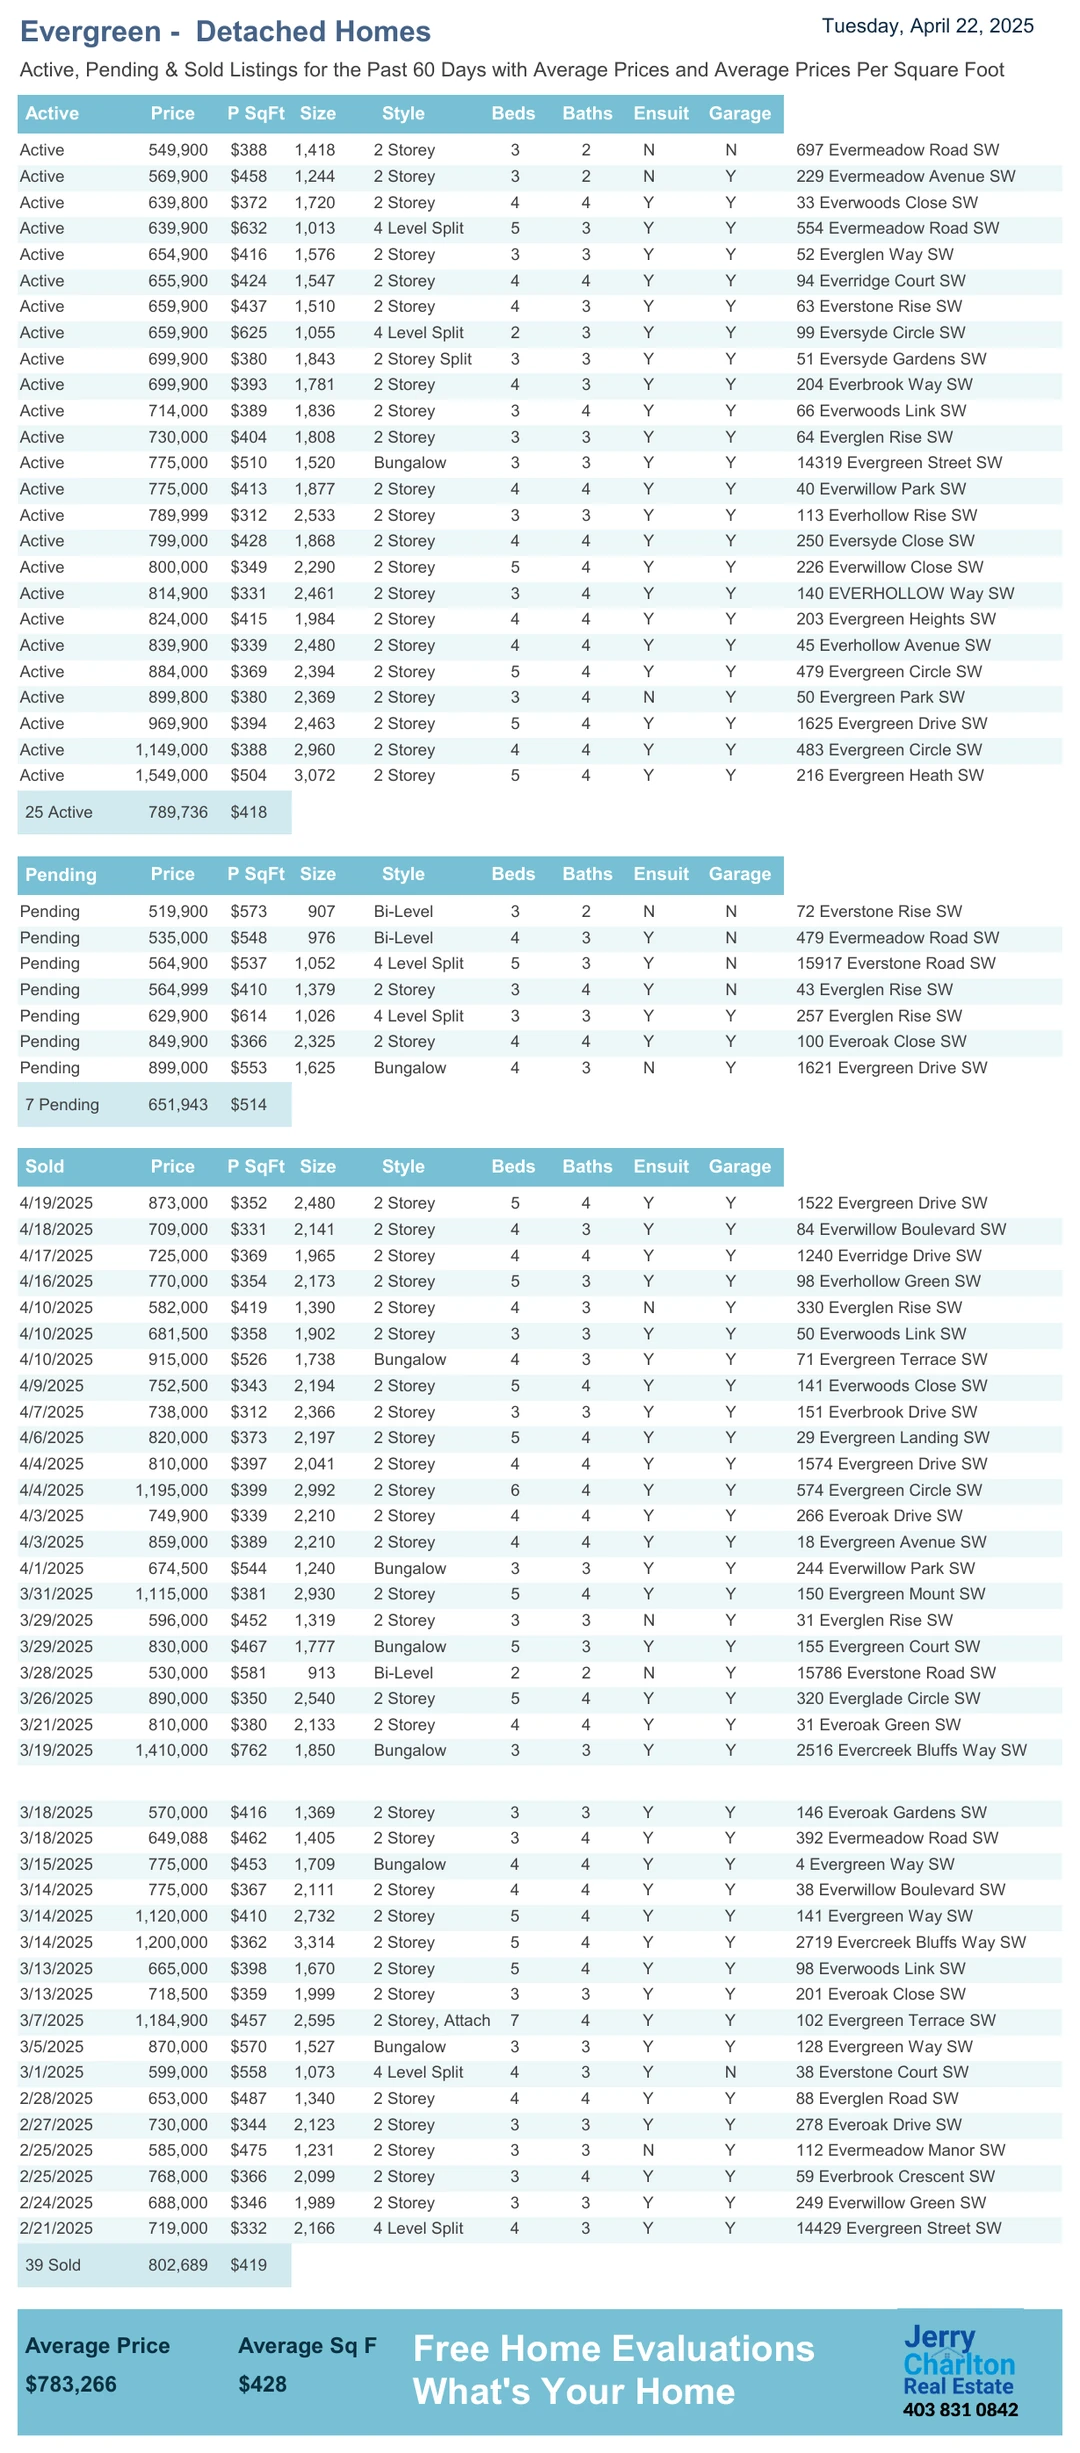 Evergreen -  Detached Homes
Tuesday, April 22, 2025
Active, Pending & Sold Listings for the Past 60 Days with Average Prices and Average Prices Per Square Foot
Active Price P SqFt Size Style Beds Baths Ensuit Garage
Active 549,900 $388 1,418 2 Storey 3 2 N N 697 Evermeadow Road SW
Active 569,900 $458 1,244 2 Storey 3 2 N Y 229 Evermeadow Avenue SW
Active 639,800 $372 1,720 2 Storey 4 4 Y Y 33 Everwoods Close SW
Active 639,900 $632 1,013 4 Level Split 5 3 Y Y 554 Evermeadow Road SW
Active 654,900 $416 1,576 2 Storey 3 3 Y Y 52 Everglen Way SW
Active 655,900 $424 1,547 2 Storey 4 4 Y Y 94 Everridge Court SW
Active 659,900 $437 1,510 2 Storey 4 3 Y Y 63 Everstone Rise SW
Active 659,900 $625 1,055 4 Level Split 2 3 Y Y 99 Eversyde Circle SW
Active 699,900 $380 1,843 2 Storey Split 3 3 Y Y 51 Eversyde Gardens SW
Active 699,900 $393 1,781 2 Storey 4 3 Y Y 204 Everbrook Way SW
Active 714,000 $389 1,836 2 Storey 3 4 Y Y 66 Everwoods Link SW
Active 730,000 $404 1,808 2 Storey 3 3 Y Y 64 Everglen Rise SW
Active 775,000 $510 1,520 Bungalow 3 3 Y Y 14319 Evergreen Street SW
Active 775,000 $413 1,877 2 Storey 4 4 Y Y 40 Everwillow Park SW
Active 789,999 $312 2,533 2 Storey 3 3 Y Y 113 Everhollow Rise SW
Active 799,000 $428 1,868 2 Storey 4 4 Y Y 250 Eversyde Close SW
Active 800,000 $349 2,290 2 Storey 5 4 Y Y 226 Everwillow Close SW
Active 814,900 $331 2,461 2 Storey 3 4 Y Y 140 EVERHOLLOW Way SW
Active 824,000 $415 1,984 2 Storey 4 4 Y Y 203 Evergreen Heights SW
Active 839,900 $339 2,480 2 Storey 4 4 Y Y 45 Everhollow Avenue SW
Active 884,000 $369 2,394 2 Storey 5 4 Y Y 479 Evergreen Circle SW
Active 899,800 $380 2,369 2 Storey 3 4 N Y 50 Evergreen Park SW
Active 969,900 $394 2,463 2 Storey 5 4 Y Y 1625 Evergreen Drive SW
Active 1,149,000 $388 2,960 2 Storey 4 4 Y Y 483 Evergreen Circle SW
Active 1,549,000 $504 3,072 2 Storey 5 4 Y Y 216 Evergreen Heath SW
25 Active 789,736 $418
Pending Price P SqFt Size Style Beds Baths Ensuit Garage
Pending 519,900 $573 907 Bi-Level 3 2 N N 72 Everstone Rise SW
Pending 535,000 $548 976 Bi-Level 4 3 Y N 479 Evermeadow Road SW
Pending 564,900 $537 1,052 4 Level Split 5 3 Y N 15917 Everstone Road SW
Pending 564,999 $410 1,379 2 Storey 3 4 Y N 43 Everglen Rise SW
Pending 629,900 $614 1,026 4 Level Split 3 3 Y Y 257 Everglen Rise SW
Pending 849,900 $366 2,325 2 Storey 4 4 Y Y 100 Everoak Close SW
Pending 899,000 $553 1,625 Bungalow 4 3 N Y 1621 Evergreen Drive SW
7 Pending 651,943 $514
Sold Price P SqFt Size Style Beds Baths Ensuit Garage
4/19/2025 873,000 $352 2,480 2 Storey 5 4 Y Y 1522 Evergreen Drive SW
4/18/2025 709,000 $331 2,141 2 Storey 4 3 Y Y 84 Everwillow Boulevard SW
4/17/2025 725,000 $369 1,965 2 Storey 4 4 Y Y 1240 Everridge Drive SW
4/16/2025 770,000 $354 2,173 2 Storey 5 3 Y Y 98 Everhollow Green SW
4/10/2025 582,000 $419 1,390 2 Storey 4 3 N Y 330 Everglen Rise SW
4/10/2025 681,500 $358 1,902 2 Storey 3 3 Y Y 50 Everwoods Link SW
4/10/2025 915,000 $526 1,738 Bungalow 4 3 Y Y 71 Evergreen Terrace SW
4/9/2025 752,500 $343 2,194 2 Storey 5 4 Y Y 141 Everwoods Close SW
4/7/2025 738,000 $312 2,366 2 Storey 3 3 Y Y 151 Everbrook Drive SW
4/6/2025 820,000 $373 2,197 2 Storey 5 4 Y Y 29 Evergreen Landing SW
4/4/2025 810,000 $397 2,041 2 Storey 4 4 Y Y 1574 Evergreen Drive SW
4/4/2025 1,195,000 $399 2,992 2 Storey 6 4 Y Y 574 Evergreen Circle SW
4/3/2025 749,900 $339 2,210 2 Storey 4 4 Y Y 266 Everoak Drive SW
4/3/2025 859,000 $389 2,210 2 Storey 4 4 Y Y 18 Evergreen Avenue SW
4/1/2025 674,500 $544 1,240 Bungalow 3 3 Y Y 244 Everwillow Park SW
3/31/2025 1,115,000 $381 2,930 2 Storey 5 4 Y Y 150 Evergreen Mount SW
3/29/2025 596,000 $452 1,319 2 Storey 3 3 N Y 31 Everglen Rise SW
3/29/2025 830,000 $467 1,777 Bungalow 5 3 Y Y 155 Evergreen Court SW
3/28/2025 530,000 $581 913 Bi-Level 2 2 N Y 15786 Everstone Road SW
3/26/2025 890,000 $350 2,540 2 Storey 5 4 Y Y 320 Everglade Circle SW
3/21/2025 810,000 $380 2,133 2 Storey 4 4 Y Y 31 Everoak Green SW
3/19/2025 1,410,000 $762 1,850 Bungalow 3 3 Y Y 2516 Evercreek Bluffs Way SW
3/18/2025 570,000 $416 1,369 2 Storey 3 3 Y Y 146 Everoak Gardens SW
3/18/2025 649,088 $462 1,405 2 Storey 3 4 Y Y 392 Evermeadow Road SW
3/15/2025 775,000 $453 1,709 Bungalow 4 4 Y Y 4 Evergreen Way SW
3/14/2025 775,000 $367 2,111 2 Storey 4 4 Y Y 38 Everwillow Boulevard SW
3/14/2025 1,120,000 $410 2,732 2 Storey 5 4 Y Y 141 Evergreen Way SW
3/14/2025 1,200,000 $362 3,314 2 Storey 5 4 Y Y 2719 Evercreek Bluffs Way SW
3/13/2025 665,000 $398 1,670 2 Storey 5 4 Y Y 98 Everwoods Link SW
3/13/2025 718,500 $359 1,999 2 Storey 3 3 Y Y 201 Everoak Close SW
3/7/2025 1,184,900 $457 2,595 2 Storey, Attach 7 4 Y Y 102 Evergreen Terrace SW
3/5/2025 870,000 $570 1,527 Bungalow 3 3 Y Y 128 Evergreen Way SW
3/1/2025 599,000 $558 1,073 4 Level Split 4 3 Y N 38 Everstone Court SW
2/28/2025 653,000 $487 1,340 2 Storey 4 4 Y Y 88 Everglen Road SW
2/27/2025 730,000 $344 2,123 2 Storey 3 3 Y Y 278 Everoak Drive SW
2/25/2025 585,000 $475 1,231 2 Storey 3 3 N Y 112 Evermeadow Manor SW
2/25/2025 768,000 $366 2,099 2 Storey 3 4 Y Y 59 Everbrook Crescent SW
2/24/2025 688,000 $346 1,989 2 Storey 3 3 Y Y 249 Everwillow Green SW
2/21/2025 719,000 $332 2,166 4 Level Split 4 3 Y Y 14429 Evergreen Street SW
39 Sold 802,689 $419
Average Price Average Sq F
$783,266 $428
Free Home Evaluations
What's Your Home
Jerry
Charlton
Real Estate
403 831 0842